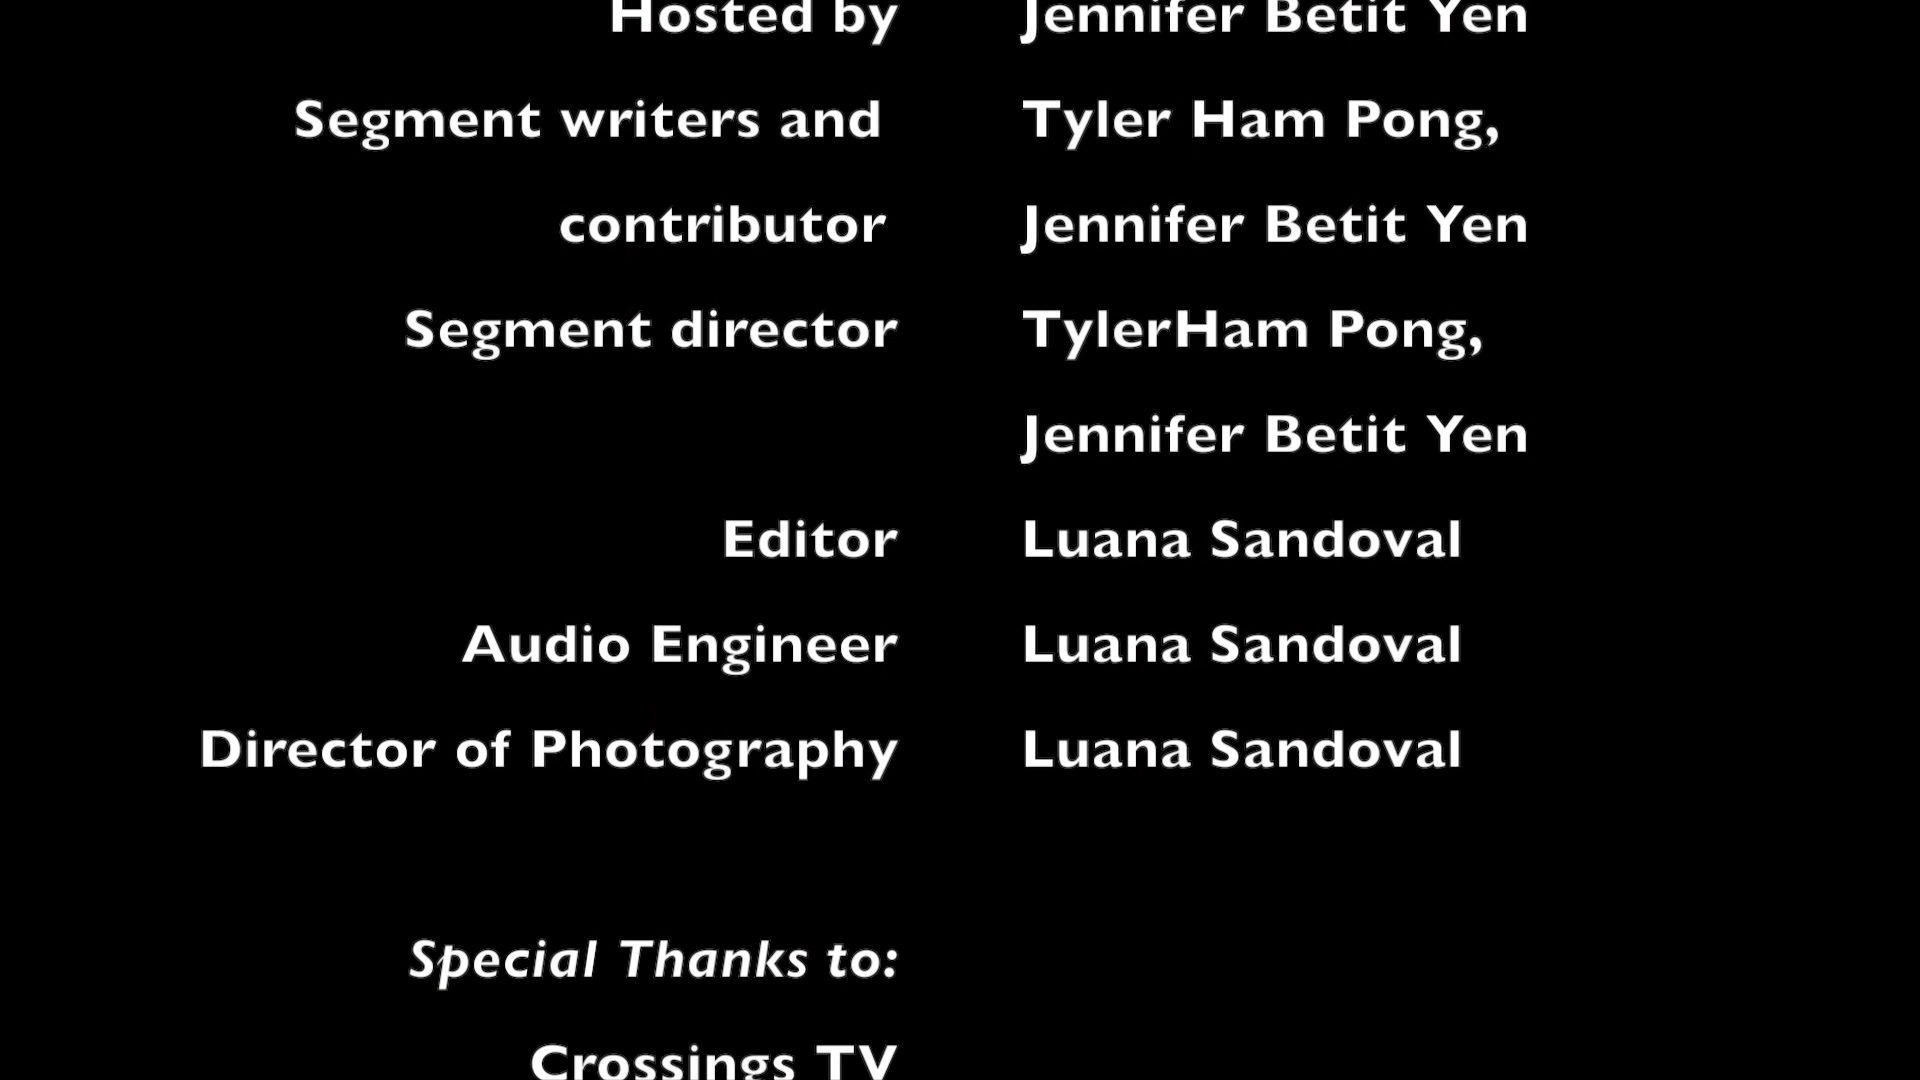 Hosted by Jennifer Betit Yen
Segment writers and Tyler Ham Pong,
contributor Jennifer Betit Yen
Segment director TylerHam Pong,
Jennifer Betit Yen
Editor Luana Sandoval
Audio Engineer Luana Sandoval
Director of Photography Luana Sandoval
Special Thanks to:
Crossings TV